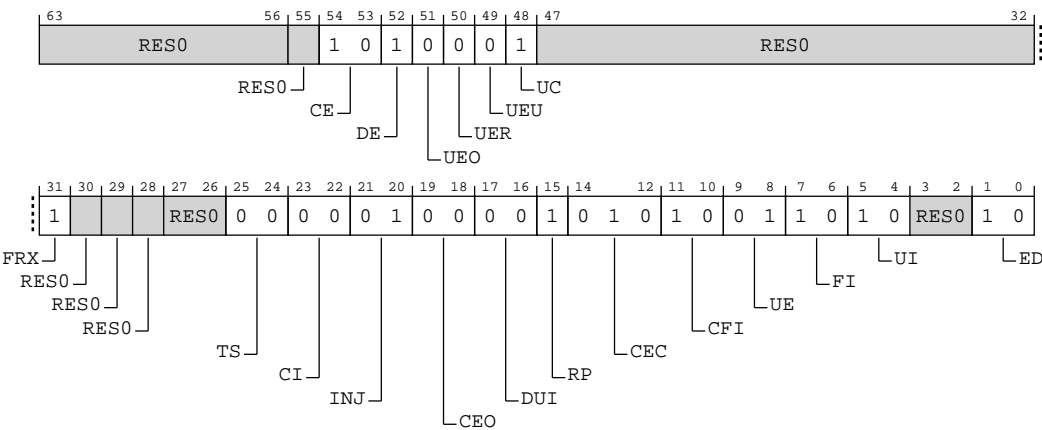 63 56 55 54 53 52 51 50 49 48 47 32
RES0 1 0 1 0 0 0 1 RES0
RES0 UC
CE UEU
DE UER
UEO
31 30 29 28 27 26 25 24 23 22 21 20 19 18 17 16 15 14 12 11 10 9 8 7 6 5 4 3 2 1 0
1 RES0 0 0 0 0 0 1 0 0 0 0 1 0 1 0 1 0 0 1 1 0 1 0 RES0 1 0
FRX UI ED
RES0 FI
RES0 UE
RES0 CFI
TS CEC
CI RP
INJ DUI
CEO